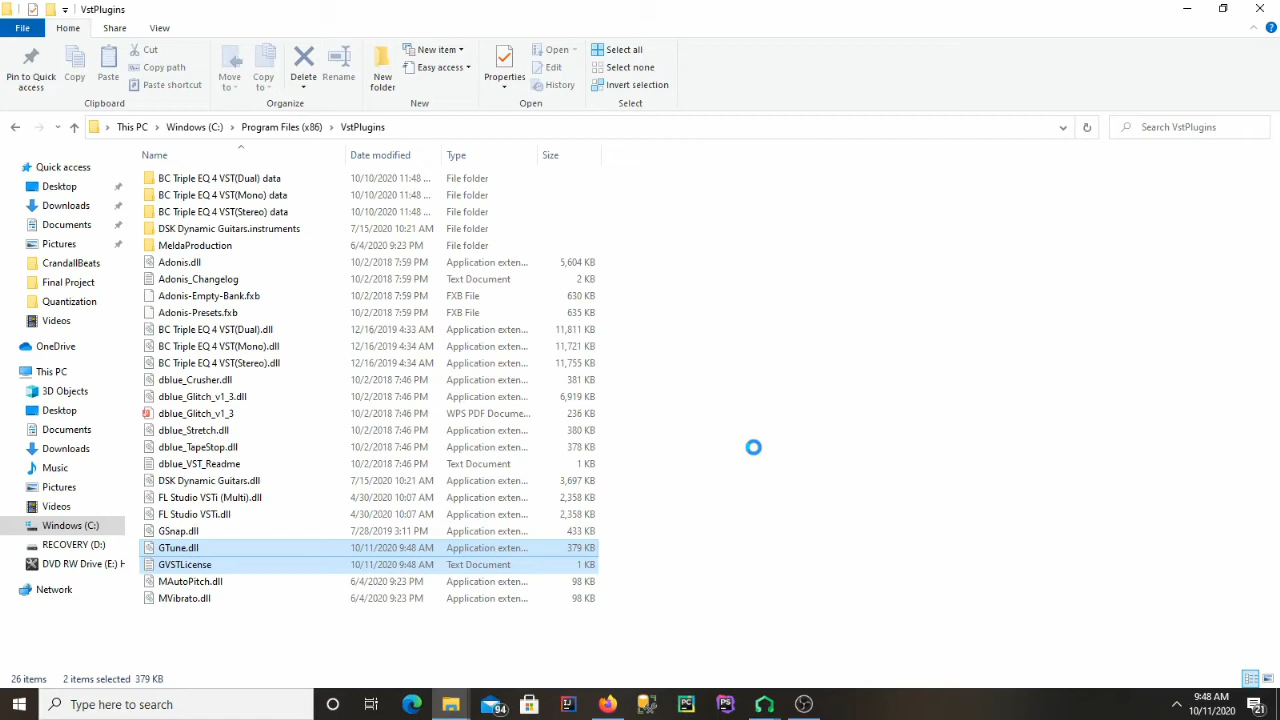 VstPlugins
File Home Share View
Pin to Quick access
Copy
Paste
Cut
Copy path
Paste shortcut
Clipboard
Move to
Copy to
Delete
Rename
Organize
New folder
New item
Easy access
New
Properties
Open
Edit
History
Open
Select all
Select none
Invert selection
Select
This PC > Windows (C:) > Program Files (x86) > VstPlugins
Search VstPlugins
Name Date modified Type Size
Quick access
Desktop
Downloads
Documents
Pictures
CrandallBeats
Final Project
Quantization
Videos
OneDrive
This PC
3D Objects
Desktop
Documents
Downloads
Music
Pictures
Videos
Windows (C:)
RECOVERY (D:)
DVD RW Drive (E:) H
Network
BC Triple EQ 4 VST(Dual) data 10/10/2020 11:48 ... File folder
BC Triple EQ 4 VST(Mono) data 10/10/2020 11:48 ... File folder
BC Triple EQ 4 VST(Stereo) data 10/10/2020 11:48 ... File folder
DSK Dynamic Guitars.instruments 7/15/2020 10:21 AM File folder
MeldaProduction 6/4/2020 9:23 PM File folder
Adonis.dll 10/2/2018 7:59 PM Application exten... 5,604 KB
Adonis_Changelog 10/2/2018 7:59 PM Text Document 2 KB
Adonis-Empty-Bank.fxb 10/2/2018 7:59 PM FXB File 630 KB
Adonis-Presets.fxb 10/2/2018 7:59 PM FXB File 635 KB
BC Triple EQ 4 VST(Dual).dll 12/16/2019 4:33 AM Application exten... 11,811 KB
BC Triple EQ 4 VST(Mono).dll 12/16/2019 4:34 AM Application exten... 11,721 KB
BC Triple EQ 4 VST(Stereo).dll 12/16/2019 4:34 AM Application exten... 11,755 KB
dblue_Crusher.dll 10/2/2018 7:46 PM Application exten... 381 KB
dblue_Glitch_v1_3.dll 10/2/2018 7:46 PM Application exten... 6,919 KB
dblue_Glitch_v1_3 10/2/2018 7:46 PM WPS PDF Docume... 236 KB
dblue_Stretch.dll 10/2/2018 7:46 PM Application exten... 380 KB
dblue_TapeStop.dll 10/2/2018 7:46 PM Application exten... 378 KB
dblue_VST_Readme 10/2/2018 7:46 PM Text Document 1 KB
DSK Dynamic Guitars.dll 7/15/2020 10:21 AM Application exten... 3,697 KB
FL Studio VSTi (Multi).dll 4/30/2020 10:07 AM Application exten... 2,358 KB
FL Studio VSTi.dll 4/30/2020 10:07 AM Application exten... 2,358 KB
GSnap.dll 7/28/2019 3:11 PM Application exten... 433 KB
GTune.dll 10/11/2020 9:48 AM Application exten... 379 KB
GVSTLicense 10/11/2020 9:48 AM Text Document 1 KB
MAutoPitch.dll 6/4/2020 9:23 PM Application exten... 98 KB
MVibrato.dll 6/4/2020 9:23 PM Application exten... 98 KB
26 items 2 items selected 379 KB
Type here to search
94
IJ
PC
PS
9:48 AM
10/11/2020
21